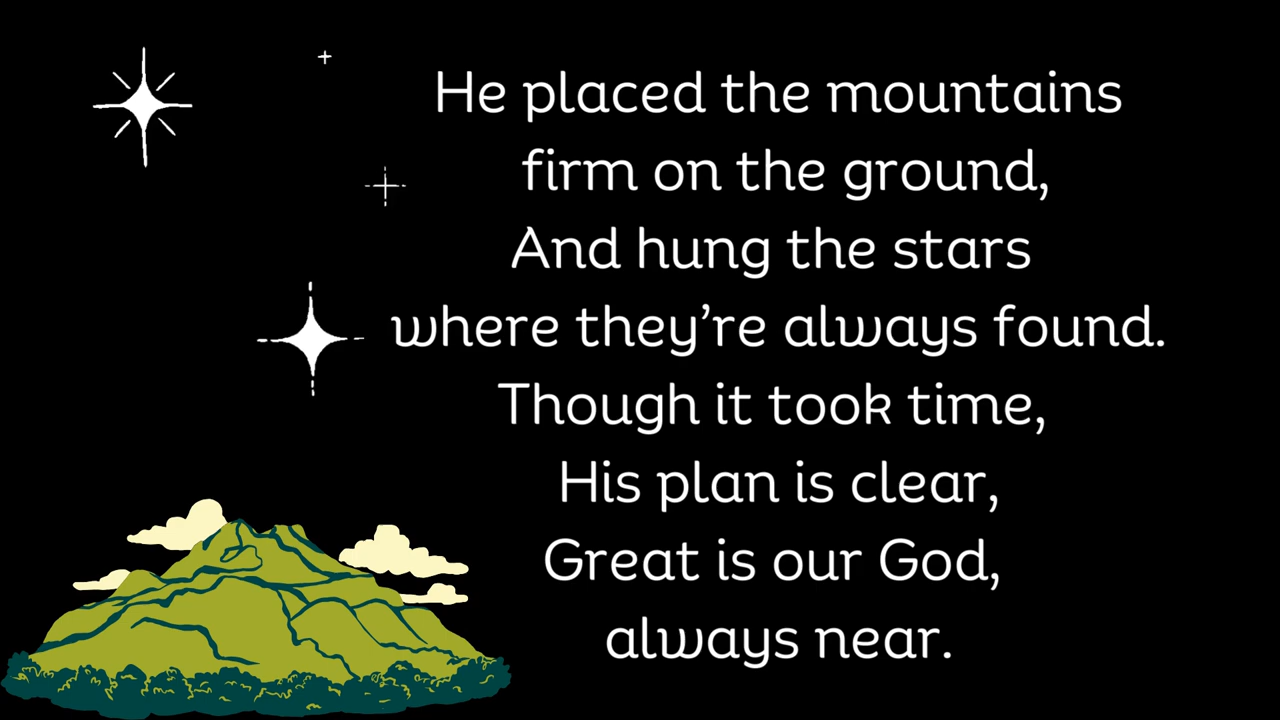 He placed the mountains
firm on the ground,
And hung the stars
where they’re always found.
Though it took time,
His plan is clear,
Great is our God,
always near.